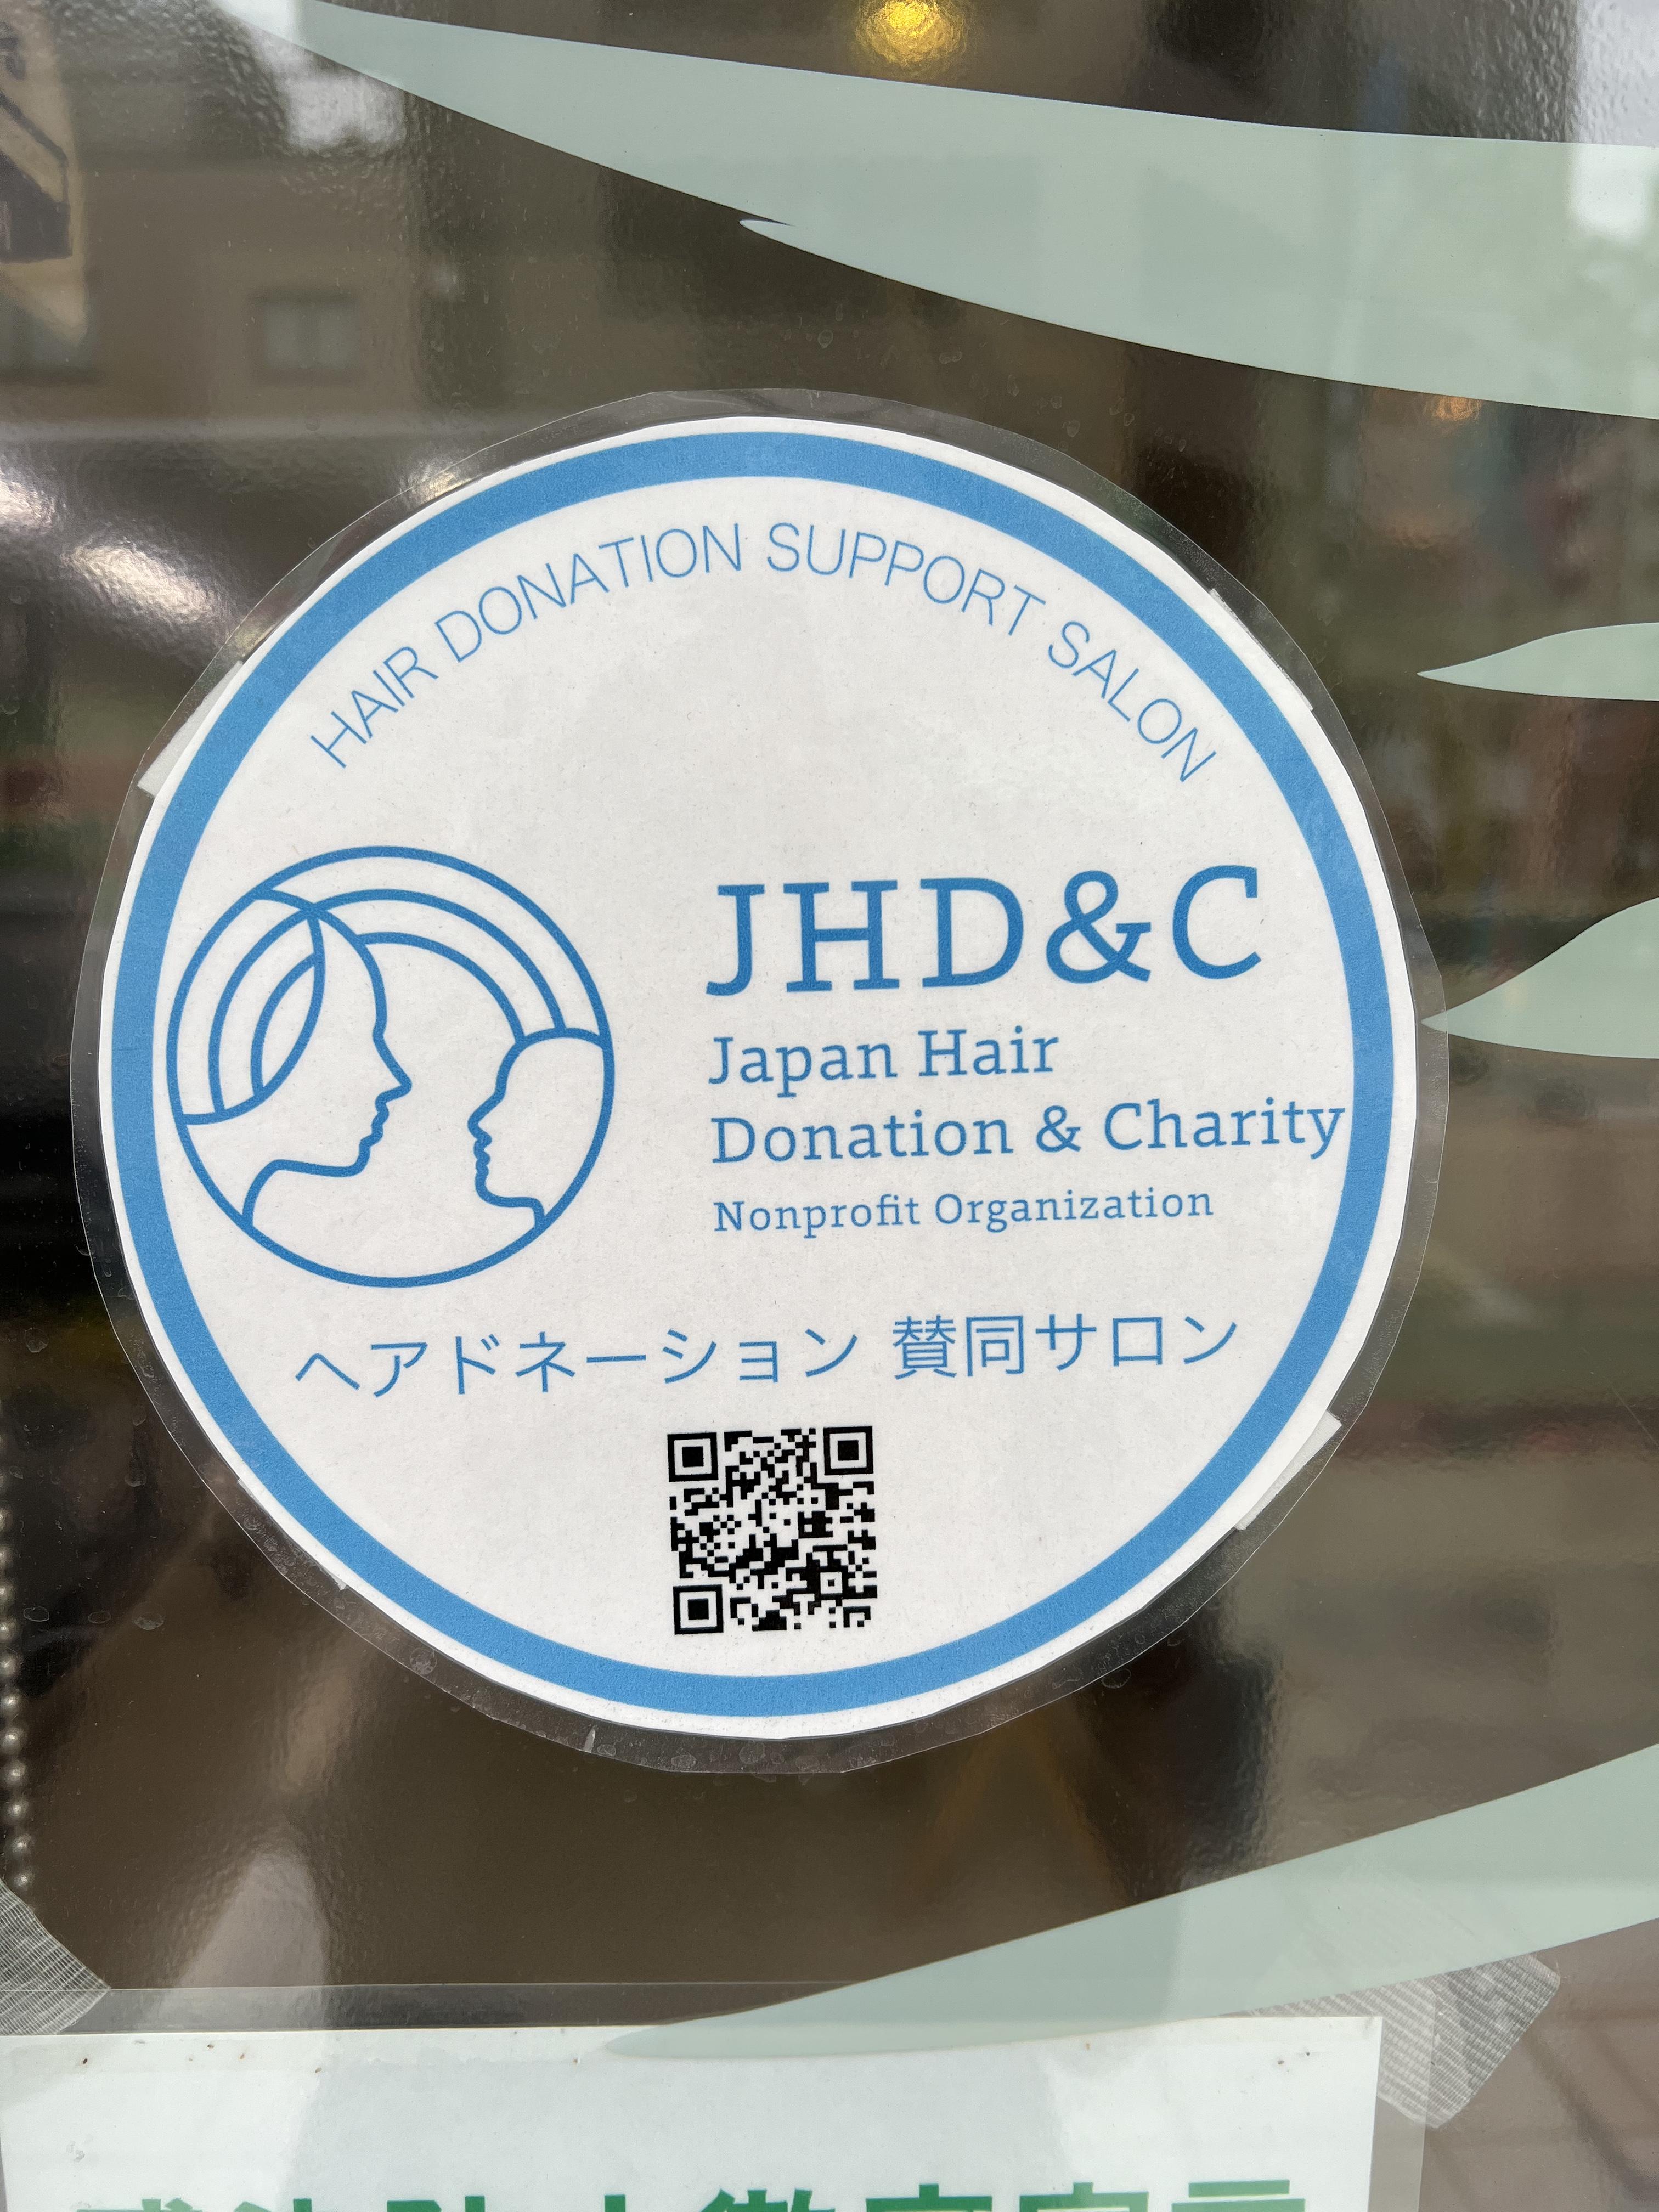 HAIR DONATION SUPPORT SALON
JHD&C
Japan Hair
Donation & Charity
Nonprofit Organization
ヘアドネーション 賛同サロン